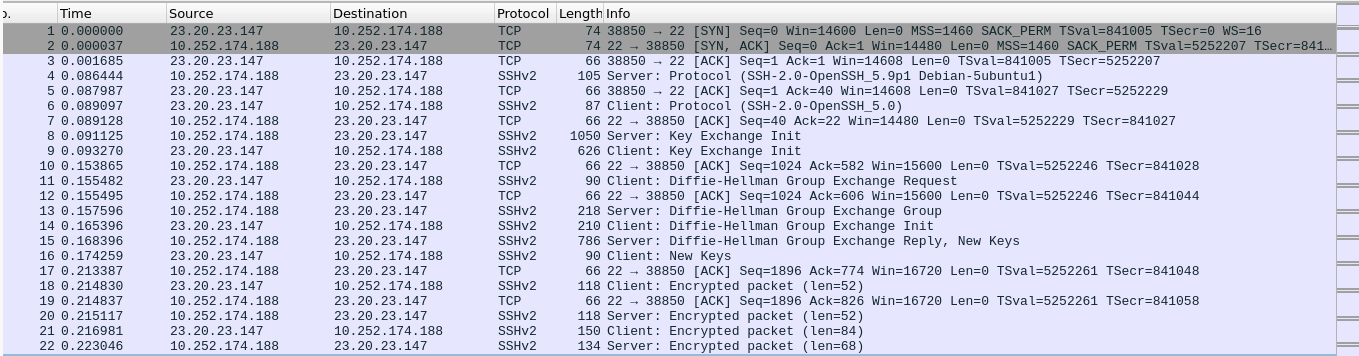 o. Time Source Destination Protocol Length Info
1 0.000000 23.20.23.147 10.252.174.188 TCP 74 38850 → 22 [SYN] Seq=0 Win=14600 Len=0 MSS=1460 SACK_PERM TSval=841005 TSecr=0 WS=16
2 0.000037 10.252.174.188 23.20.23.147 TCP 74 22 → 38850 [SYN, ACK] Seq=0 Ack=1 Win=14480 Len=0 MSS=1460 SACK_PERM TSval=5252207 TSecr=841…
3 0.001685 23.20.23.147 10.252.174.188 TCP 66 38850 → 22 [ACK] Seq=1 Ack=1 Win=14608 Len=0 TSval=841005 TSecr=5252207
4 0.086444 10.252.174.188 23.20.23.147 SSHv2 105 Server: Protocol (SSH-2.0-OpenSSH_5.9p1 Debian-5ubuntu1)
5 0.087987 23.20.23.147 10.252.174.188 TCP 66 38850 → 22 [ACK] Seq=1 Ack=40 Win=14608 Len=0 TSval=841027 TSecr=5252229
6 0.089097 23.20.23.147 10.252.174.188 SSHv2 87 Client: Protocol (SSH-2.0-OpenSSH_5.0)
7 0.089128 10.252.174.188 23.20.23.147 TCP 66 22 → 38850 [ACK] Seq=40 Ack=22 Win=14480 Len=0 TSval=5252229 TSecr=841027
8 0.091125 10.252.174.188 23.20.23.147 SSHv2 1050 Server: Key Exchange Init
9 0.093270 23.20.23.147 10.252.174.188 SSHv2 626 Client: Key Exchange Init
10 0.153865 10.252.174.188 23.20.23.147 TCP 66 22 → 38850 [ACK] Seq=1024 Ack=582 Win=15600 Len=0 TSval=5252246 TSecr=841028
11 0.155482 23.20.23.147 10.252.174.188 SSHv2 90 Client: Diffie-Hellman Group Exchange Request
12 0.155495 10.252.174.188 23.20.23.147 TCP 66 22 → 38850 [ACK] Seq=1024 Ack=606 Win=15600 Len=0 TSval=5252246 TSecr=841044
13 0.157596 10.252.174.188 23.20.23.147 SSHv2 218 Server: Diffie-Hellman Group Exchange Group
14 0.165396 23.20.23.147 10.252.174.188 SSHv2 210 Client: Diffie-Hellman Group Exchange Init
15 0.168396 10.252.174.188 23.20.23.147 SSHv2 786 Server: Diffie-Hellman Group Exchange Reply, New Keys
16 0.174259 23.20.23.147 10.252.174.188 SSHv2 90 Client: New Keys
17 0.213387 10.252.174.188 23.20.23.147 TCP 66 22 → 38850 [ACK] Seq=1896 Ack=774 Win=16720 Len=0 TSval=5252261 TSecr=841048
18 0.214830 23.20.23.147 10.252.174.188 SSHv2 118 Client: Encrypted packet (len=52)
19 0.214837 10.252.174.188 23.20.23.147 TCP 66 22 → 38850 [ACK] Seq=1896 Ack=826 Win=16720 Len=0 TSval=5252261 TSecr=841058
20 0.215117 10.252.174.188 23.20.23.147 SSHv2 118 Server: Encrypted packet (len=52)
21 0.216981 23.20.23.147 10.252.174.188 SSHv2 150 Client: Encrypted packet (len=84)
22 0.223046 10.252.174.188 23.20.23.147 SSHv2 134 Server: Encrypted packet (len=68)